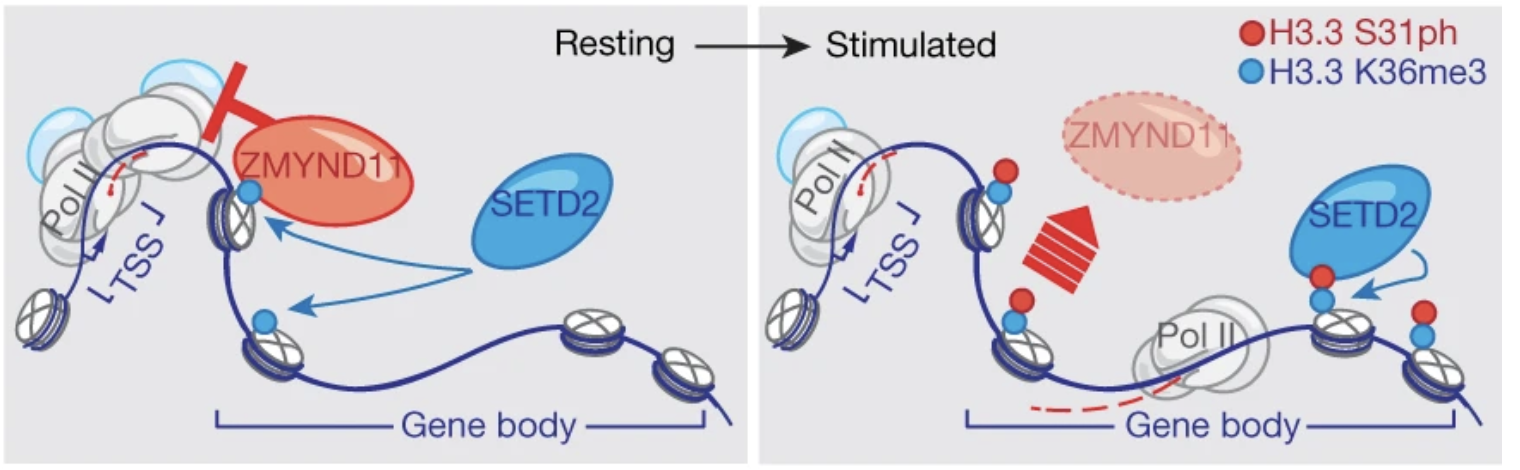 Resting
Stimulated
H3.3 S31ph
H3.3 K36me3
Pol II
ZMYND11
SETD2
TSS
Gene body
Pol II
ZMYND11
SETD2
TSS
Pol II
Gene body